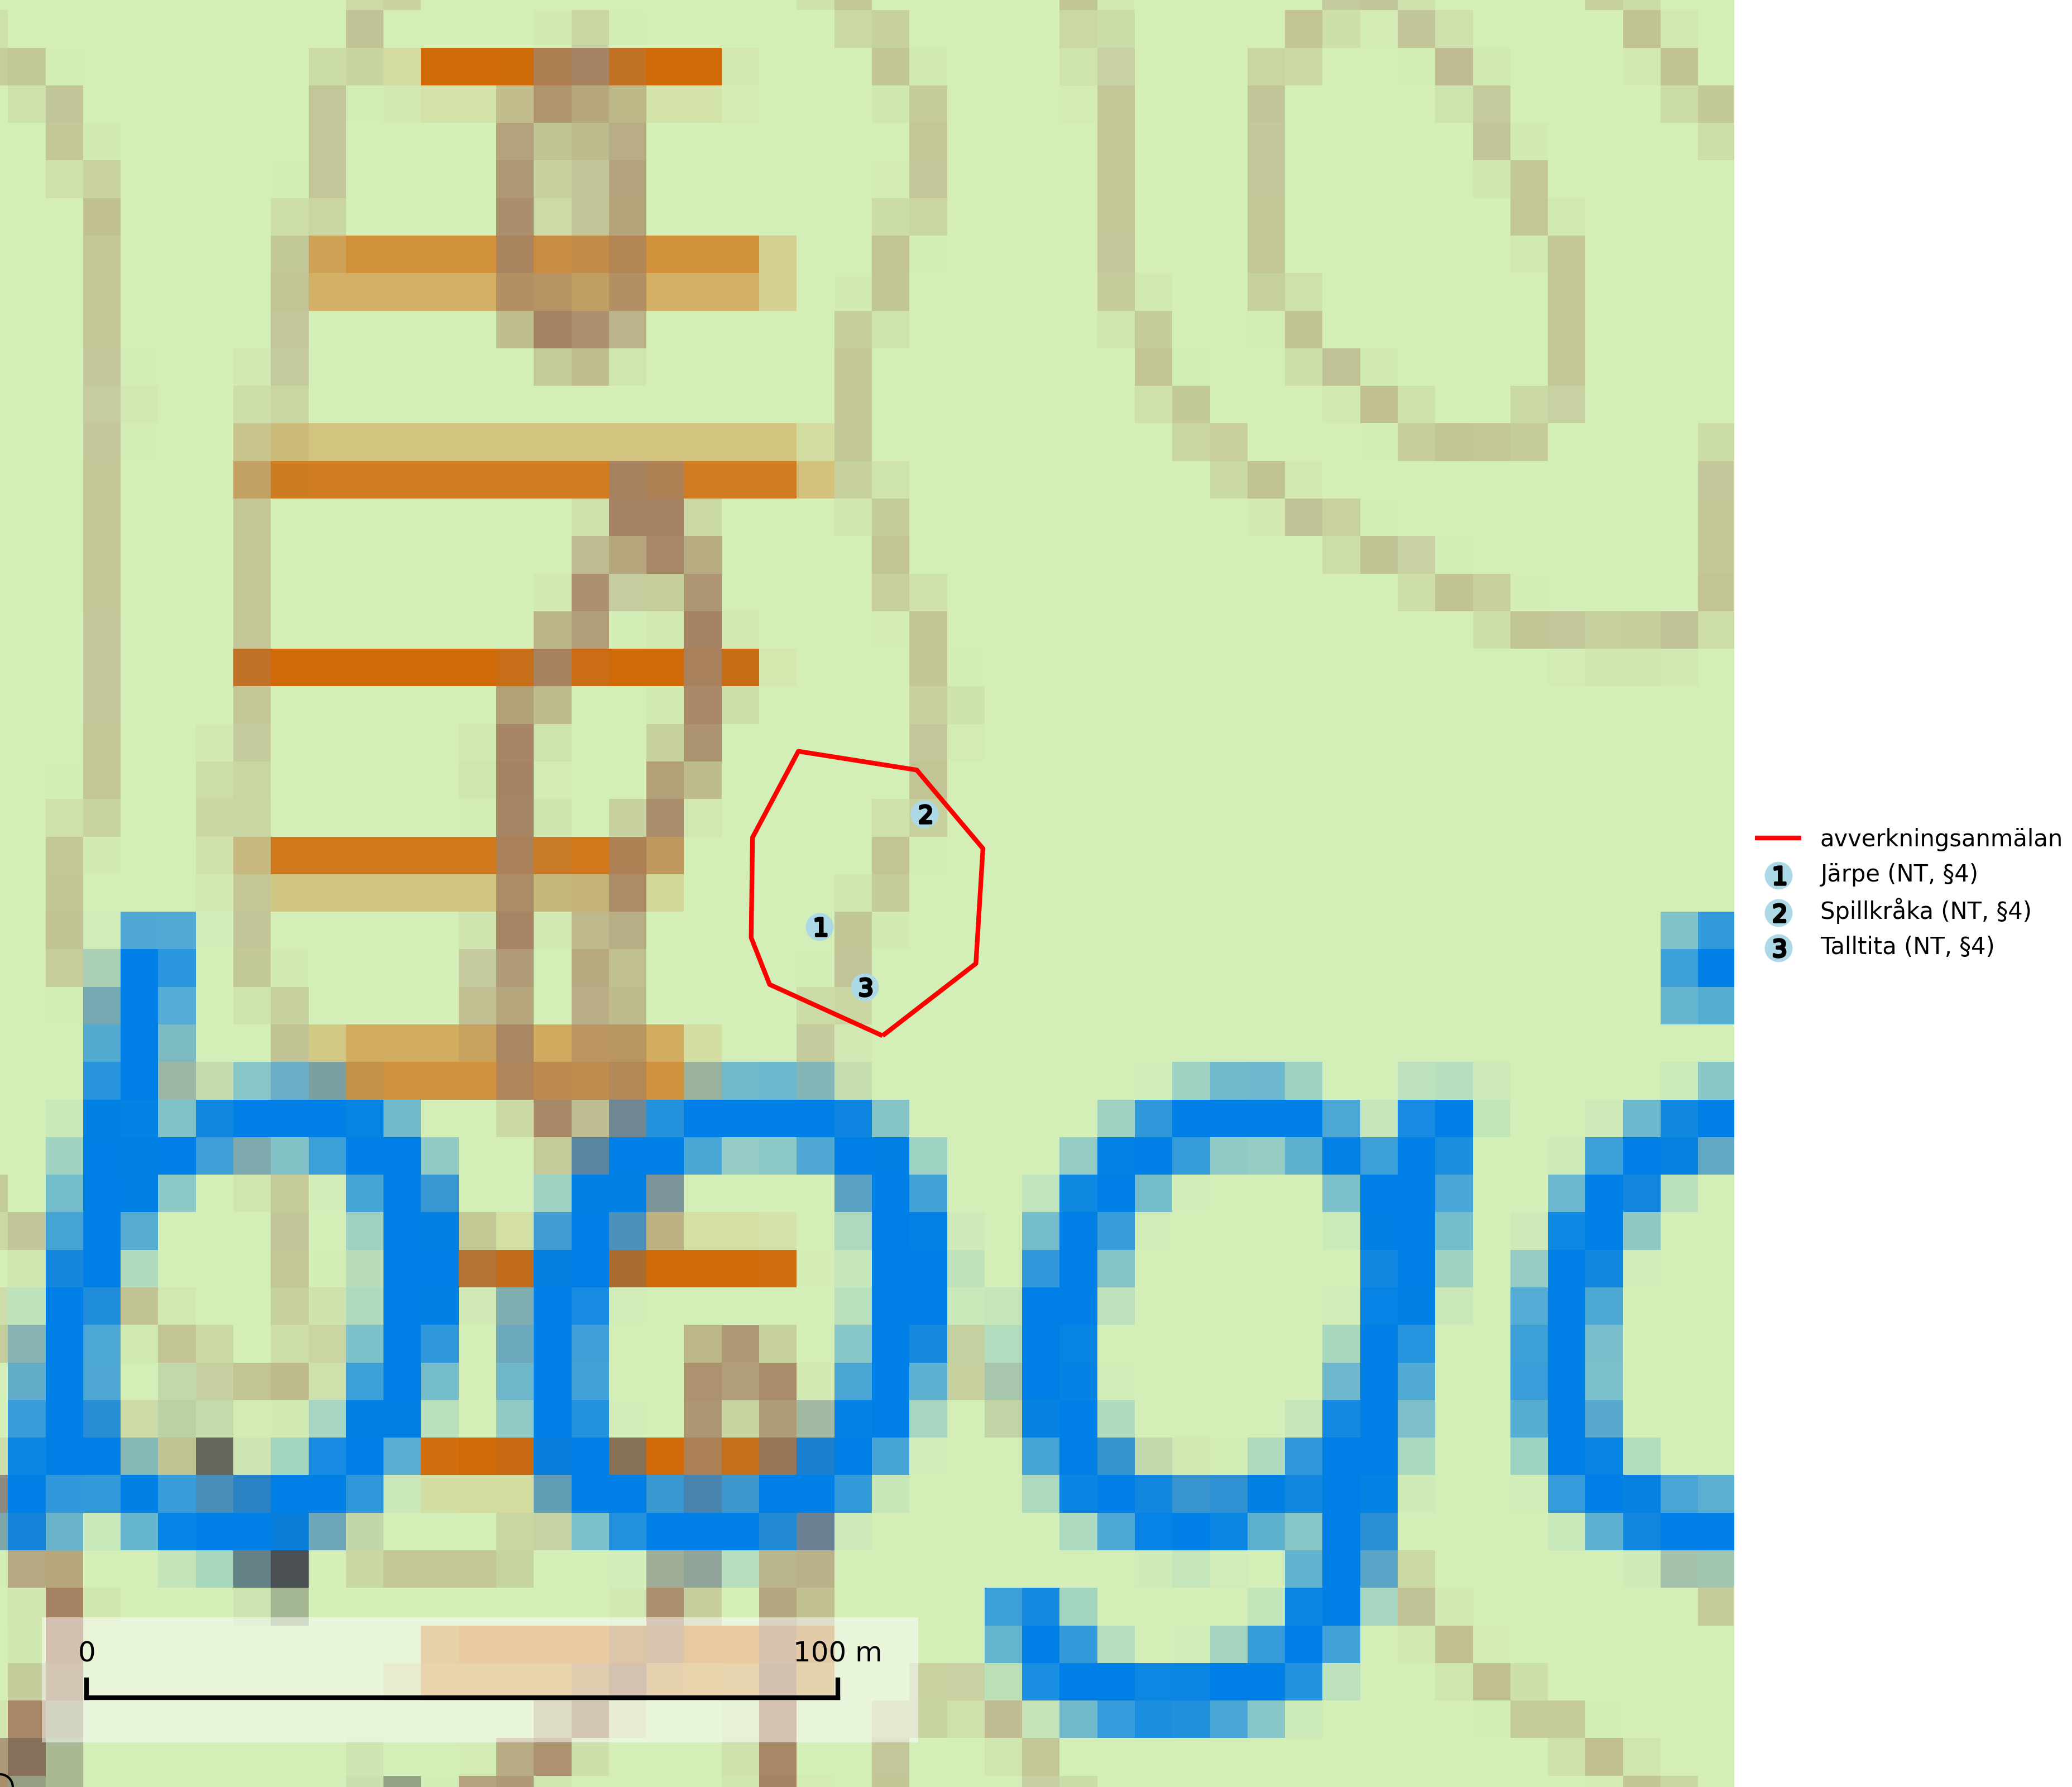 avverkningsanmälan
1 Järpe (NT, §4)
2 Spillkråka (NT, §4)
3 Talltita (NT, §4)
2
1
3
0 100 m